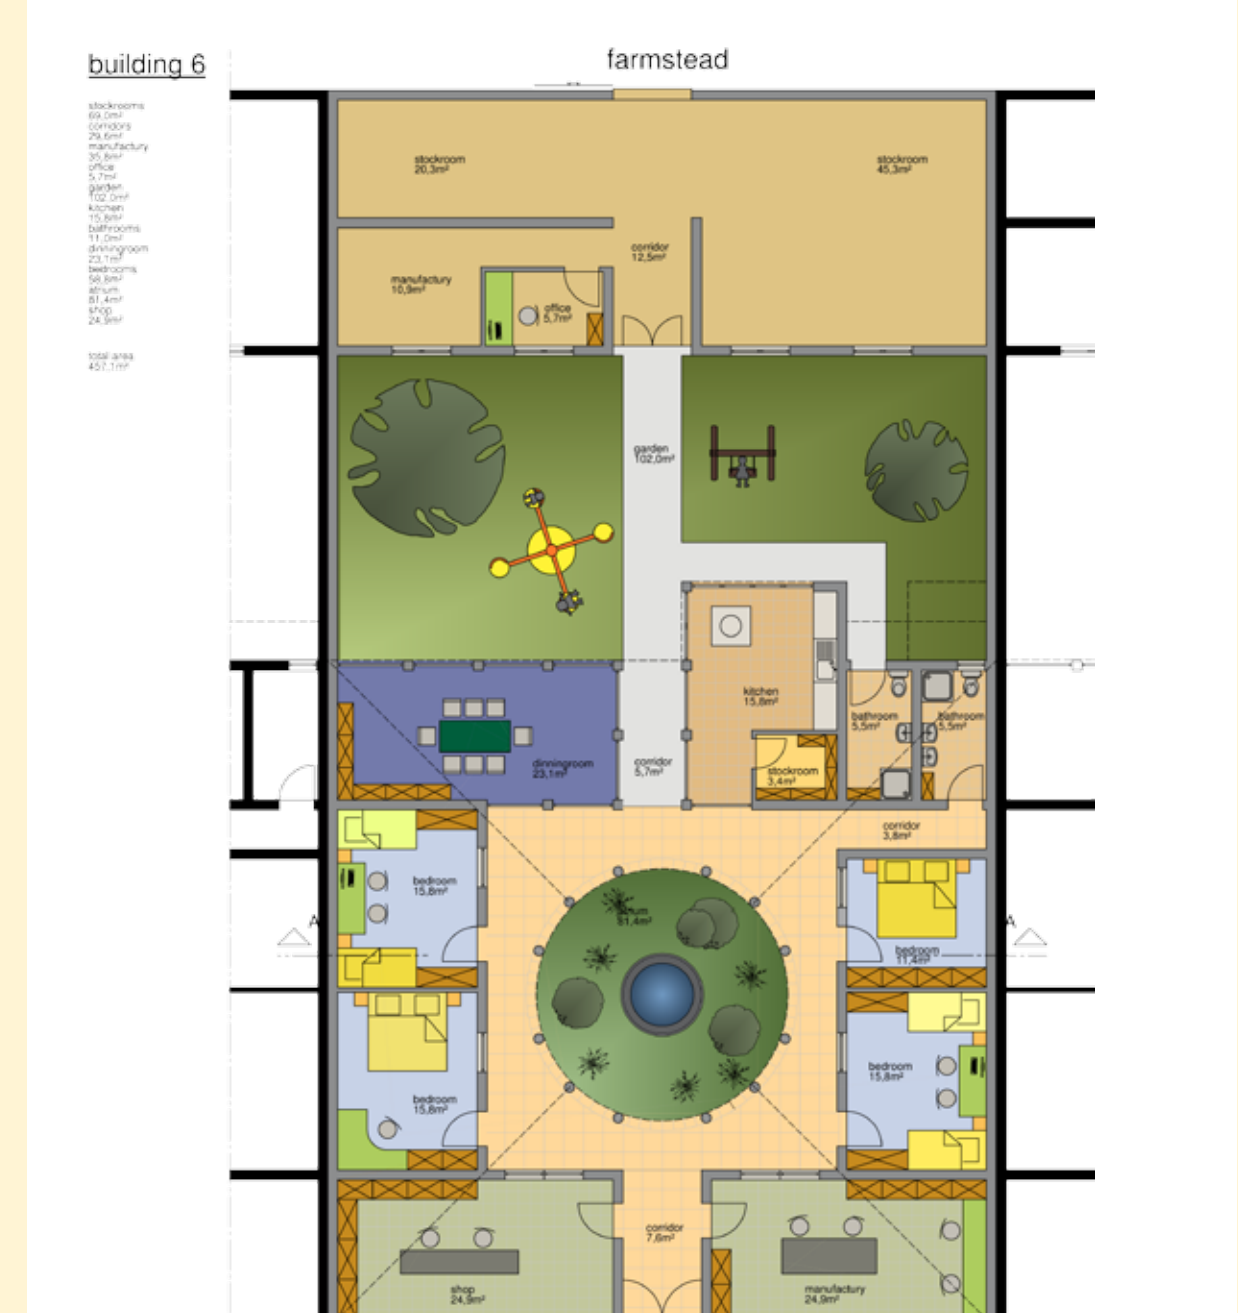 farmstead
building 6
stockrooms
69,0m²
corridors
29,6m²
manufactury
35,8m²
office
5,7m²
garden
102,0m²
kitchen
15,8m²
bathrooms
11,0m²
dinningroom
23,1m²
bedrooms
58,8m²
atrium
81,4m²
shop
24,9m²
total area
457,1m²
stockroom
20,3m²
stockroom
45,3m²
corridor
12,5m²
manufactury
10,9m²
office
5,7m²
garden
102,0m²
kitchen
15,8m²
bathroom
5,5m²
bathroom
5,5m²
dinningroom
23,1m²
corridor
5,7m²
stockroom
3,4m²
corridor
3,8m²
bedroom
15,8m²
atrium
81,4m²
A
A
bedroom
11,4m²
bedroom
15,8m²
bedroom
15,8m²
corridor
7,6m²
shop
24,9m²
manufactury
24,9m²